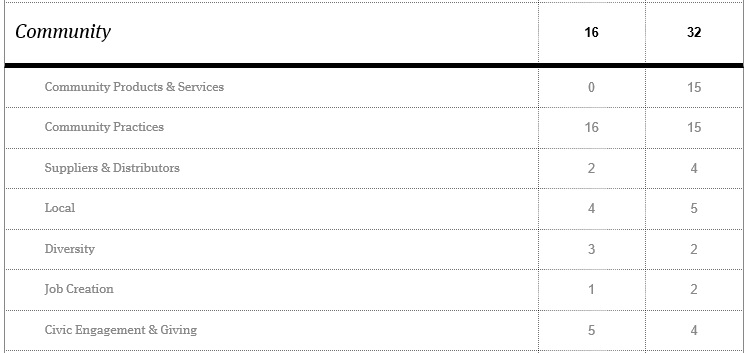 Community 16 32
Community Products & Services 0 15
Community Practices 16 15
Suppliers & Distributors 2 4
Local 4 5
Diversity 3 2
Job Creation 1 2
Civic Engagement & Giving 5 4